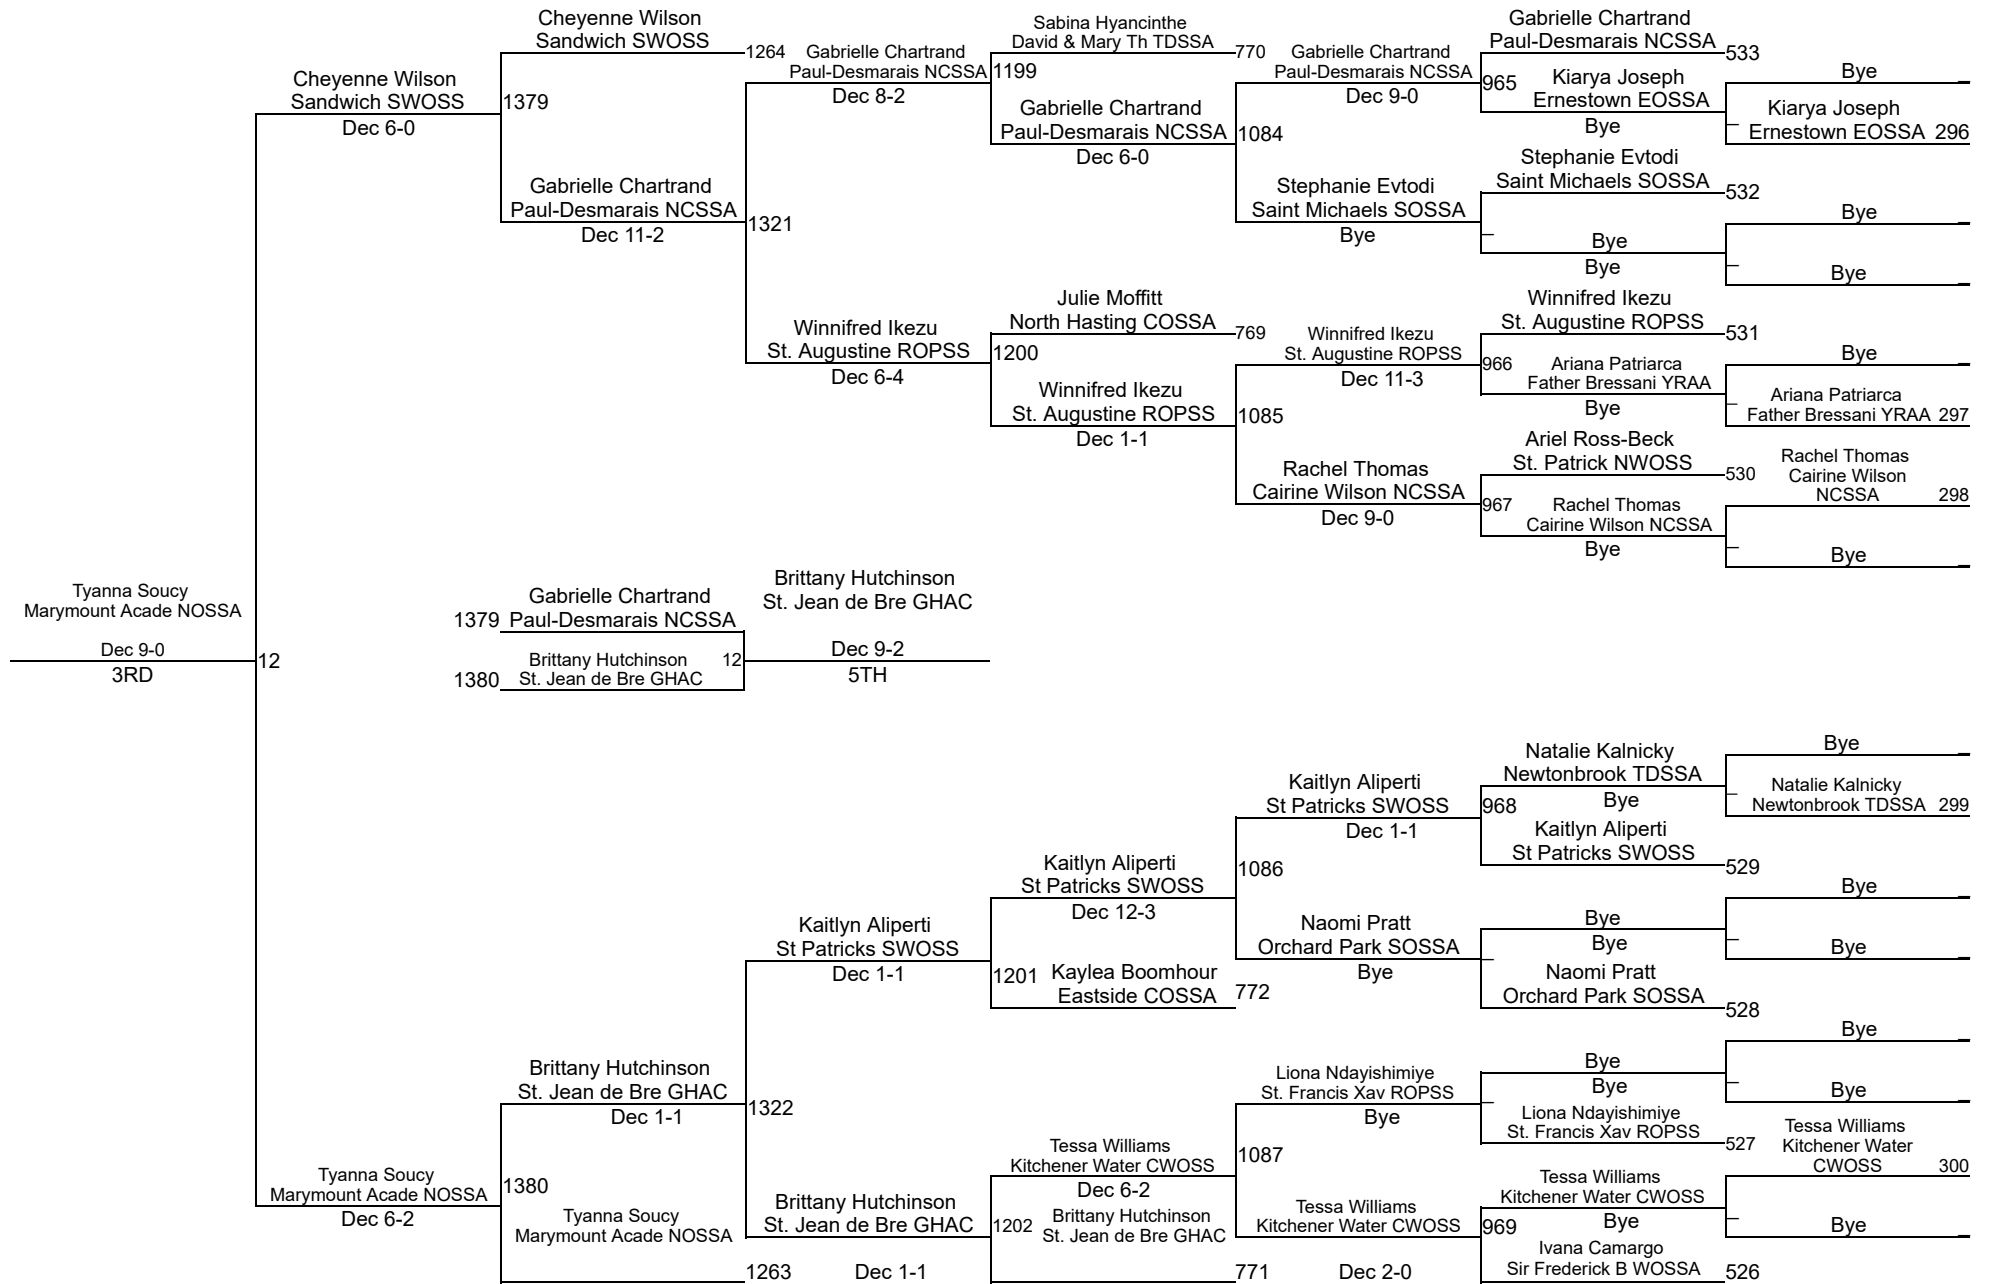 Cheyenne Wilson
Sandwich SWOSS
Dec 6-0
Cheyenne Wilson
Sandwich SWOSS
1264
1379
Gabrielle Chartrand
Paul-Desmarais NCSSA
Dec 11-2
Gabrielle Chartrand
Paul-Desmarais NCSSA
Dec 8-2
1321
Winnifred Ikezu
St. Augustine ROPSS
Dec 6-4
Sabina Hyancinthe
David & Mary Th TDSSA
770
1199
Gabrielle Chartrand
Paul-Desmarais NCSSA
Dec 6-0
Julie Moffitt
North Hasting COSSA
769
1200
Winnifred Ikezu
St. Augustine ROPSS
Dec 1-1
Gabrielle Chartrand
Paul-Desmarais NCSSA
Dec 9-0
1084
Stephanie Evtodi
Saint Michaels SOSSA
Bye
Winnifred Ikezu
St. Augustine ROPSS
Dec 11-3
1085
Rachel Thomas
Cairine Wilson NCSSA
Dec 9-0
Gabrielle Chartrand
Paul-Desmarais NCSSA
533
965
Kiarya Joseph
Ernestown EOSSA
Bye
Stephanie Evtodi
Saint Michaels SOSSA
532
Bye
Bye
Winnifred Ikezu
St. Augustine ROPSS
531
966
Ariana Patriarca
Father Bressani YRAA
Bye
Ariel Ross-Beck
St. Patrick NWOSS
530
967
Rachel Thomas
Cairine Wilson NCSSA
Bye
Bye
Kiarya Joseph
Ernestown EOSSA 296
Bye
Bye
Bye
Ariana Patriarca
Father Bressani YRAA 297
Rachel Thomas
Cairine Wilson
NCSSA 298
Bye
Tyanna Soucy
Marymount Acade NOSSA
Dec 9-0
3RD
12
Gabrielle Chartrand
1379 Paul-Desmarais NCSSA
Brittany Hutchinson
1380 St. Jean de Bre GHAC
12
Brittany Hutchinson
St. Jean de Bre GHAC
Dec 9-2
5TH
Tyanna Soucy
Marymount Acade NOSSA
Dec 6-2
Brittany Hutchinson
St. Jean de Bre GHAC
Dec 1-1
1380
Tyanna Soucy
Marymount Acade NOSSA
1263
Kaitlyn Aliperti
St Patricks SWOSS
Dec 1-1
1322
Brittany Hutchinson
St. Jean de Bre GHAC
Dec 1-1
Kaitlyn Aliperti
St Patricks SWOSS
Dec 12-3
1201
Kaylea Boomhour
Eastside COSSA
772
Tessa Williams
Kitchener Water CWOSS
Dec 6-2
1202
Brittany Hutchinson
St. Jean de Bre GHAC
771
Kaitlyn Aliperti
St Patricks SWOSS
Dec 1-1
1086
Naomi Pratt
Orchard Park SOSSA
Bye
Liona Ndayishimiye
St. Francis Xav ROPSS
Bye
1087
Tessa Williams
Kitchener Water CWOSS
Dec 2-0
Natalie Kalnicky
Newtonbrook TDSSA
Bye
968
Kaitlyn Aliperti
St Patricks SWOSS
529
Bye
Bye
Naomi Pratt
Orchard Park SOSSA
528
Bye
Bye
Liona Ndayishimiye
St. Francis Xav ROPSS
527
Tessa Williams
Kitchener Water CWOSS
Bye
969
Ivana Camargo
Sir Frederick B WOSSA
526
Bye
Natalie Kalnicky
Newtonbrook TDSSA 299
Bye
Bye
Bye
Bye
Tessa Williams
Kitchener Water
CWOSS 300
Bye